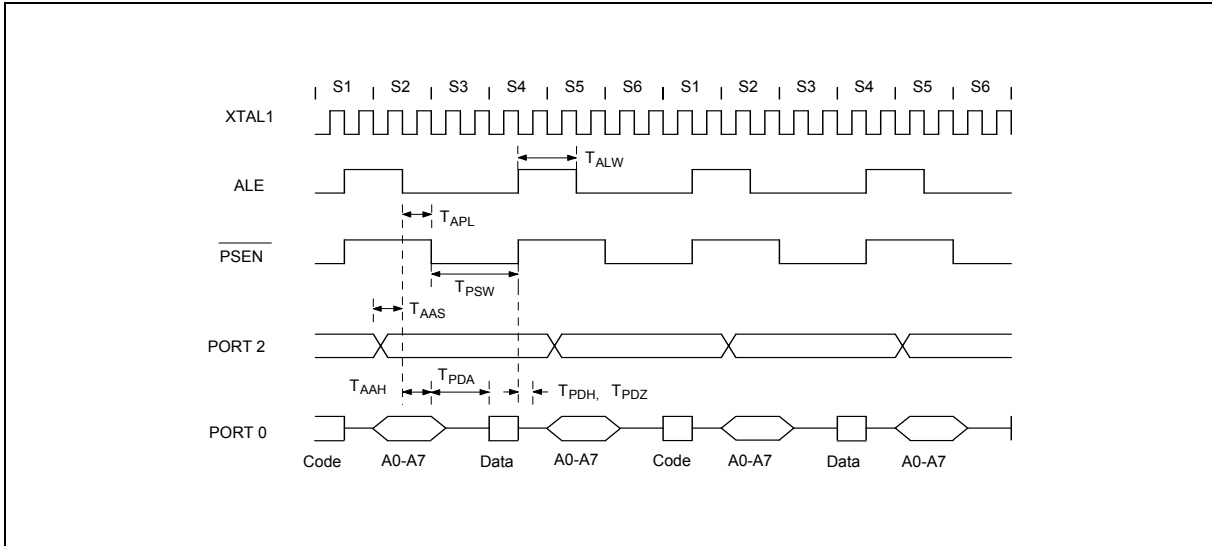 S1 S2 S3 S4 S5 S6 S1 S2 S3 S4 S5 S6
XTAL1
TALW
ALE
TAPL
PSEN
TPSW
TAAS
PORT 2
TAAH TPDA TPDH, TPDZ
PORT 0
Code A0-A7 Data A0-A7 Code A0-A7 Data A0-A7